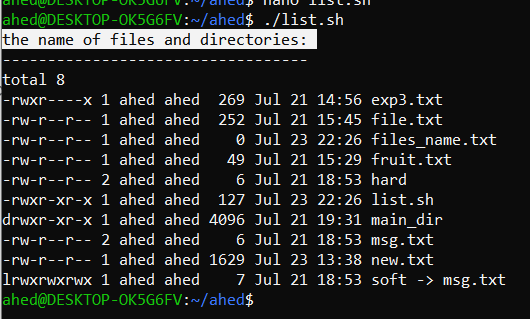 ahed@DESKTOP-OK5G6FV:~/ahed$ nano list.sh
ahed@DESKTOP-OK5G6FV:~/ahed$ ./list.sh
the name of files and directories:
----------------------------------
total 8
-rwxr----x 1 ahed ahed  269 Jul 21 14:56 exp3.txt
-rw-r--r-- 1 ahed ahed  252 Jul 21 15:45 file.txt
-rw-r--r-- 1 ahed ahed    0 Jul 23 22:26 files_name.txt
-rw-r--r-- 1 ahed ahed   49 Jul 21 15:29 fruit.txt
-rw-r--r-- 2 ahed ahed    6 Jul 21 18:53 hard
-rwxr-xr-x 1 ahed ahed  127 Jul 23 22:26 list.sh
drwxr-xr-x 1 ahed ahed 4096 Jul 21 19:31 main_dir
-rw-r--r-- 2 ahed ahed    6 Jul 21 18:53 msg.txt
-rw-r--r-- 1 ahed ahed 1629 Jul 23 13:38 new.txt
lrwxrwxrwx 1 ahed ahed    7 Jul 21 18:53 soft -> msg.txt
ahed@DESKTOP-OK5G6FV:~/ahed$